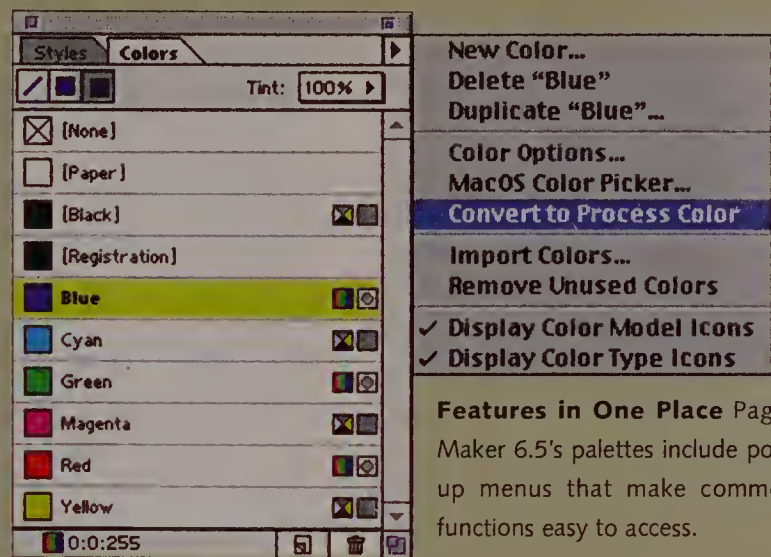 Styles Colors
Tint: 100%
[None]
[Paper]
[Black]
[Registration]
Blue
Cyan
Green
Magenta
Red
Yellow
0:0:255
New Color...
Delete “Blue”
Duplicate “Blue”...
Color Options...
MacOS Color Picker...
Convert to Process Color
Import Colors...
Remove Unused Colors
✓ Display Color Model Icons
✓ Display Color Type Icons
Features in One Place Pag
Maker 6.5's palettes include po
up menus that make comm
functions easy to access.